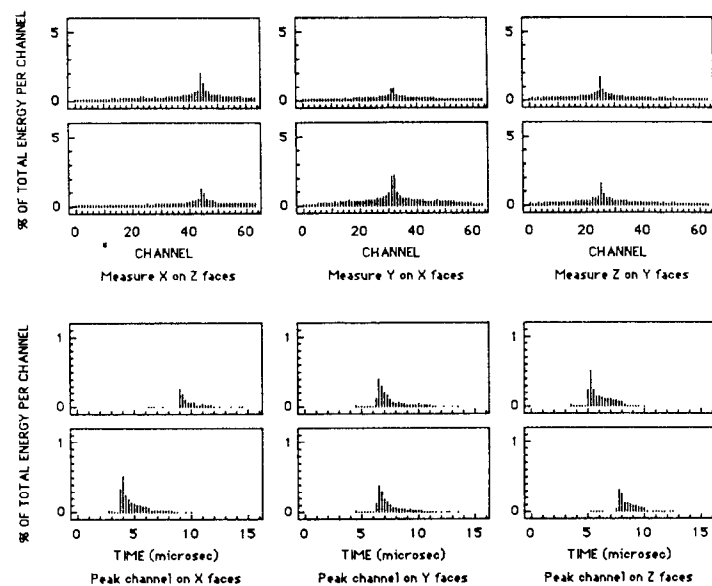 % OF TOTAL ENERGY PER CHANNEL
5
0
5
0
5
0
5
0
5
0
5
0
0 20 40 60
0 20 40 60
0 20 40 60
CHANNEL
CHANNEL
CHANNEL
Measure X on Z faces
Measure Y on X faces
Measure Z on Y faces
% OF TOTAL ENERGY PER CHANNEL
1
0
1
0
1
0
1
0
1
0
1
0
0 5 10 15
0 5 10 15
0 5 10 15
TIME (microsec)
TIME (microsec)
TIME (microsec)
Peak channel on X faces
Peak channel on Y faces
Peak channel on Z faces